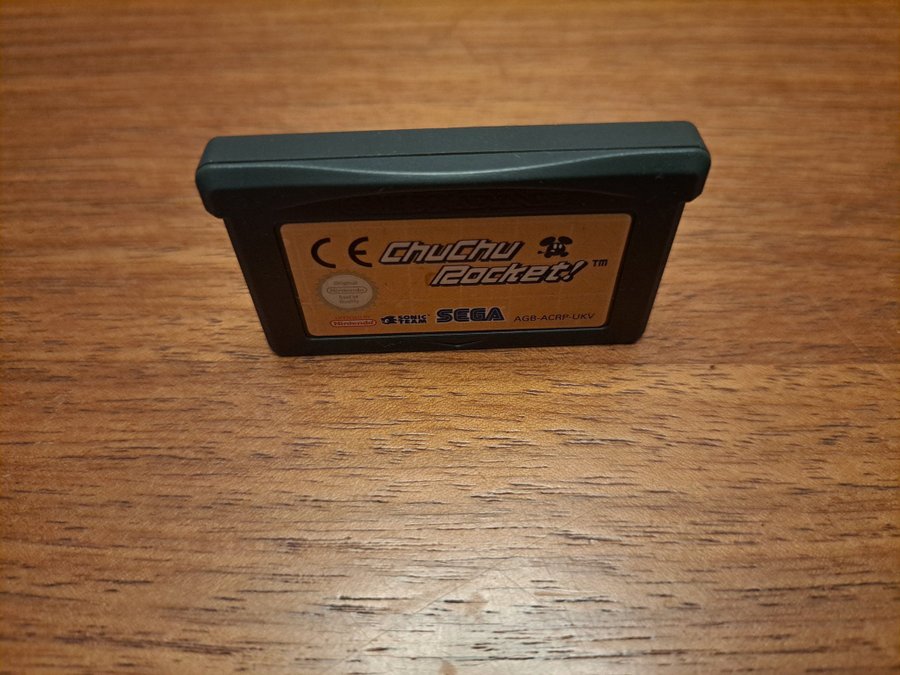 CE ChuChu
Rocket! TM
Original
Nintendo
Seal of
Quality
Nintendo
SONIC
TEAM
SEGA
AGB-ACRP-UKV